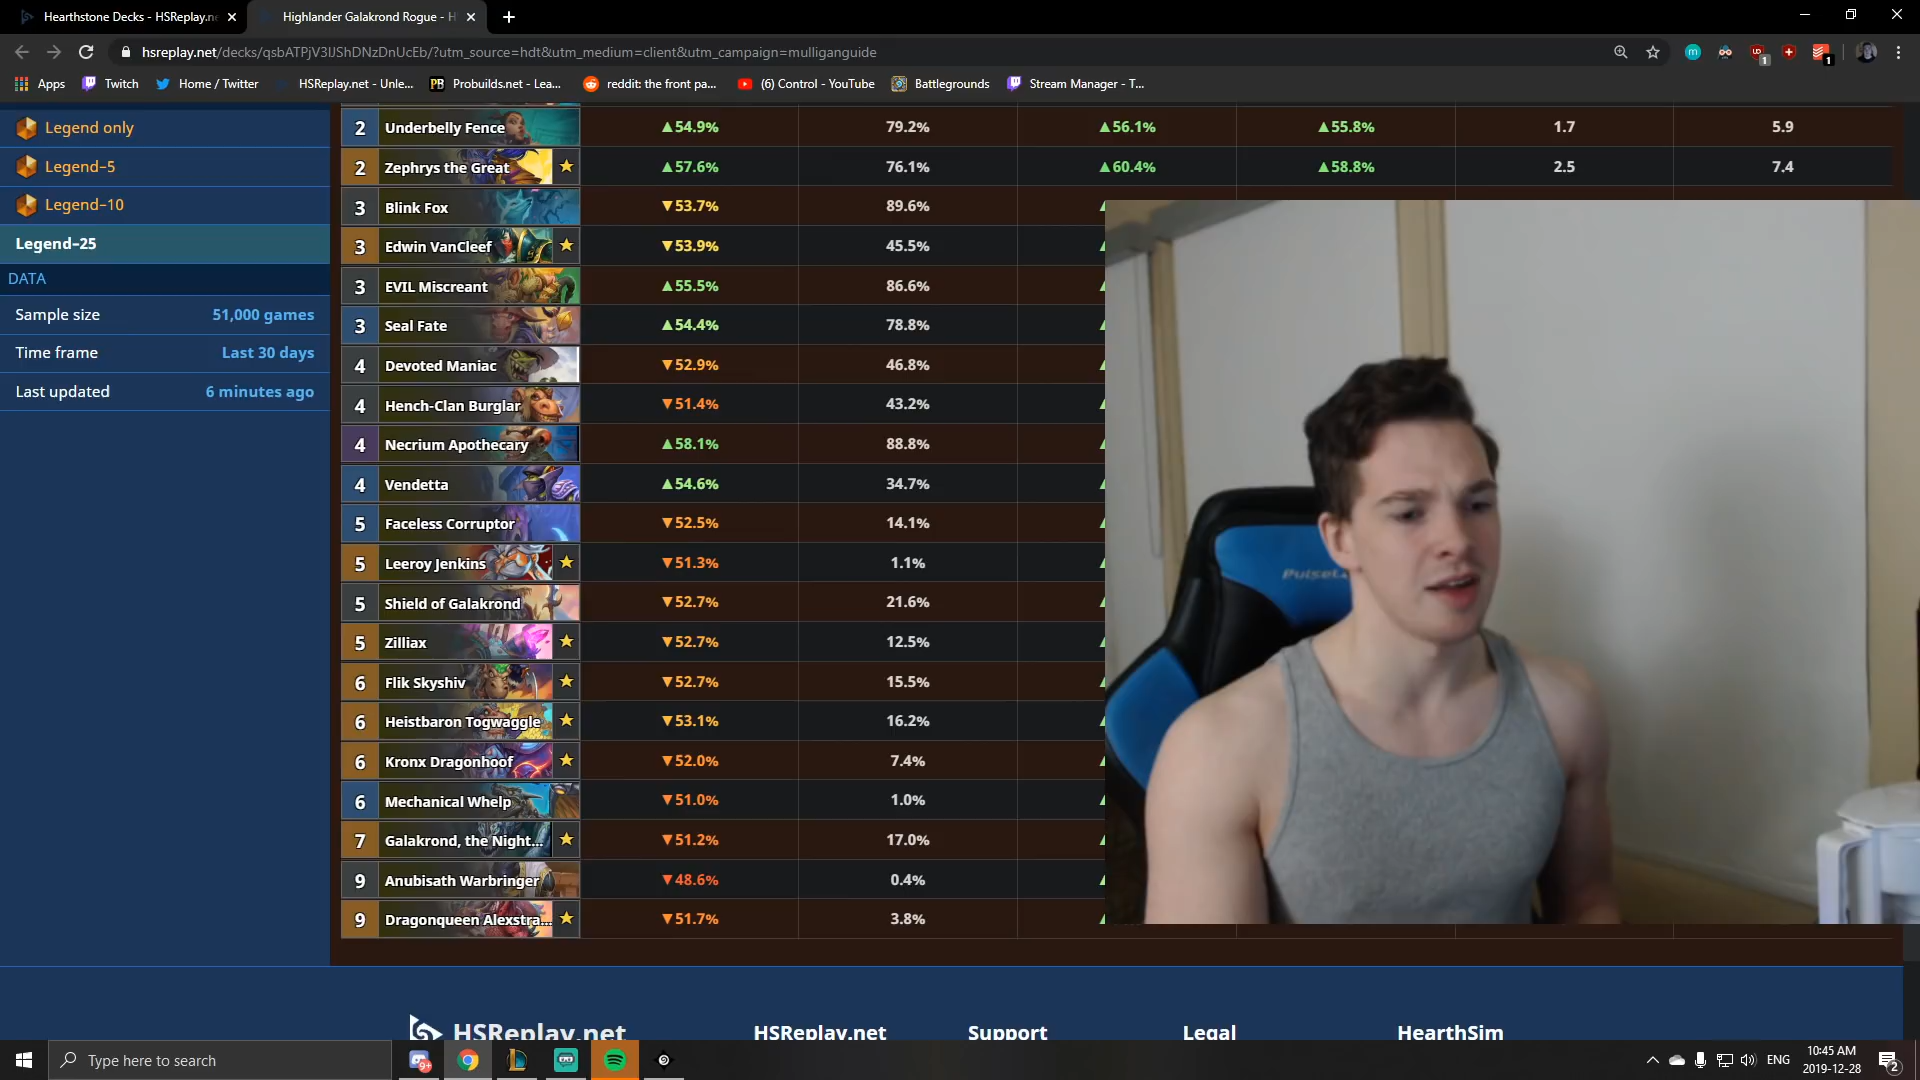 Hearthstone Decks - HSReplay.ne
Highlander Galakrond Rogue - H
hsreplay.net/decks/qsbATPjV3lJShDNzDnUcEb/?utm_source=hdt&utm_medium=client&utm_campaign=mulliganguide
Apps Twitch Home / Twitter HSReplay.net - Unle... Probuilds.net - Lea... reddit: the front pa... (6) Control - YouTube Battlegrounds Stream Manager - T...
Legend only
Legend–5
Legend–10
Legend–25
DATA
Sample size 51,000 games
Time frame Last 30 days
Last updated 6 minutes ago
2 Underbelly Fence ▲54.9% 79.2% ▲56.1% ▲55.8% 1.7 5.9
2 Zephrys the Great ★ ▲57.6% 76.1% ▲60.4% ▲58.8% 2.5 7.4
3 Blink Fox ▼53.7% 89.6%
3 Edwin VanCleef ★ ▼53.9% 45.5%
3 EVIL Miscreant ▲55.5% 86.6%
3 Seal Fate ▲54.4% 78.8%
4 Devoted Maniac ▼52.9% 46.8%
4 Hench-Clan Burglar ▼51.4% 43.2%
4 Necrium Apothecary ▲58.1% 88.8%
4 Vendetta ▲54.6% 34.7%
5 Faceless Corruptor ▼52.5% 14.1%
5 Leeroy Jenkins ★ ▼51.3% 1.1%
5 Shield of Galakrond ▼52.7% 21.6%
5 Zilliax ★ ▼52.7% 12.5%
6 Flik Skyshiv ★ ▼52.7% 15.5%
6 Heistbaron Togwaggle ★ ▼53.1% 16.2%
6 Kronx Dragonhoof ★ ▼52.0% 7.4%
6 Mechanical Whelp ▼51.0% 1.0%
7 Galakrond, the Night... ★ ▼51.2% 17.0%
9 Anubisath Warbringer ▼48.6% 0.4%
9 Dragonqueen Alexstra... ★ ▼51.7% 3.8%
HSReplay.net HSReplay.net Support Legal HearthSim
Type here to search
ENG
10:45 AM
2019-12-28
2